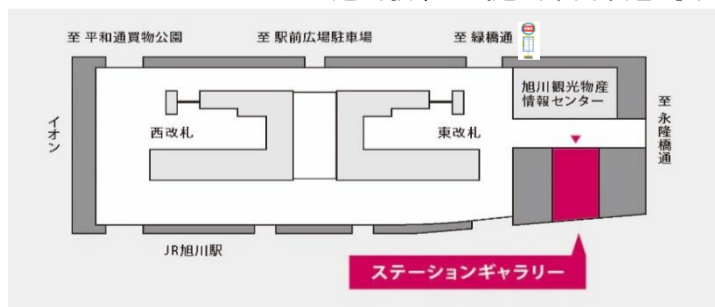 至 平和通買物公園
至 駅前広場駐車場
至 緑橋通
旭川観光物産
情報センター
イオン
西改札
東改札
至 永隆橋通
JR旭川駅
ステーションギャラリー